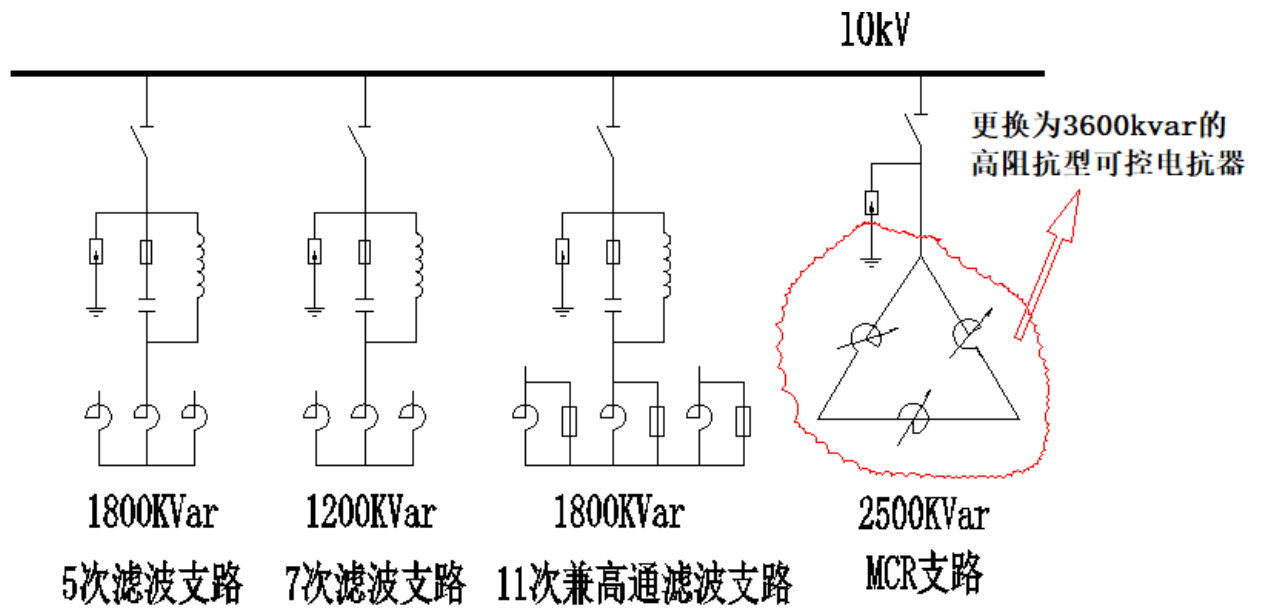 10kV
更换为3600kvar的
高阻抗型可控电抗器
1800KVar
1200KVar
1800KVar
2500KVar
5次滤波支路
7次滤波支路
11次兼高通滤波支路
MCR支路